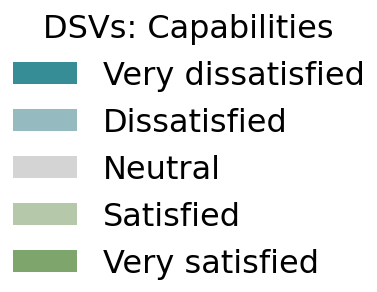 DSVs: Capabilities
Very dissatisfied
Dissatisfied
Neutral
Satisfied
Very satisfied